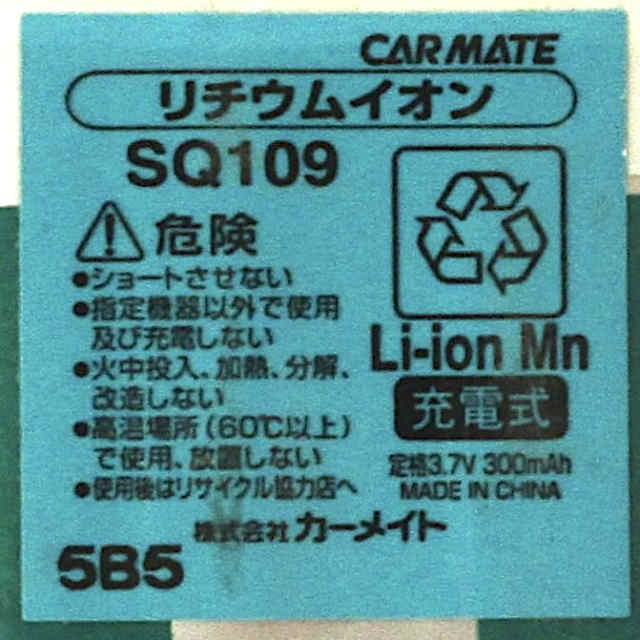 CAR MATE
リチウムイオン
SQ109
危険
●ショートさせない
●指定機器以外で使用
及び充電しない
●火中投入、加熱、分解、
改造しない
●高温場所(60℃以上)
で使用、放置しない
●使用後はリサイクル協力店へ
Li-ion Mn
充電式
定格3.7V 300mAh
MADE IN CHINA
株式会社 カーメイト
5B5